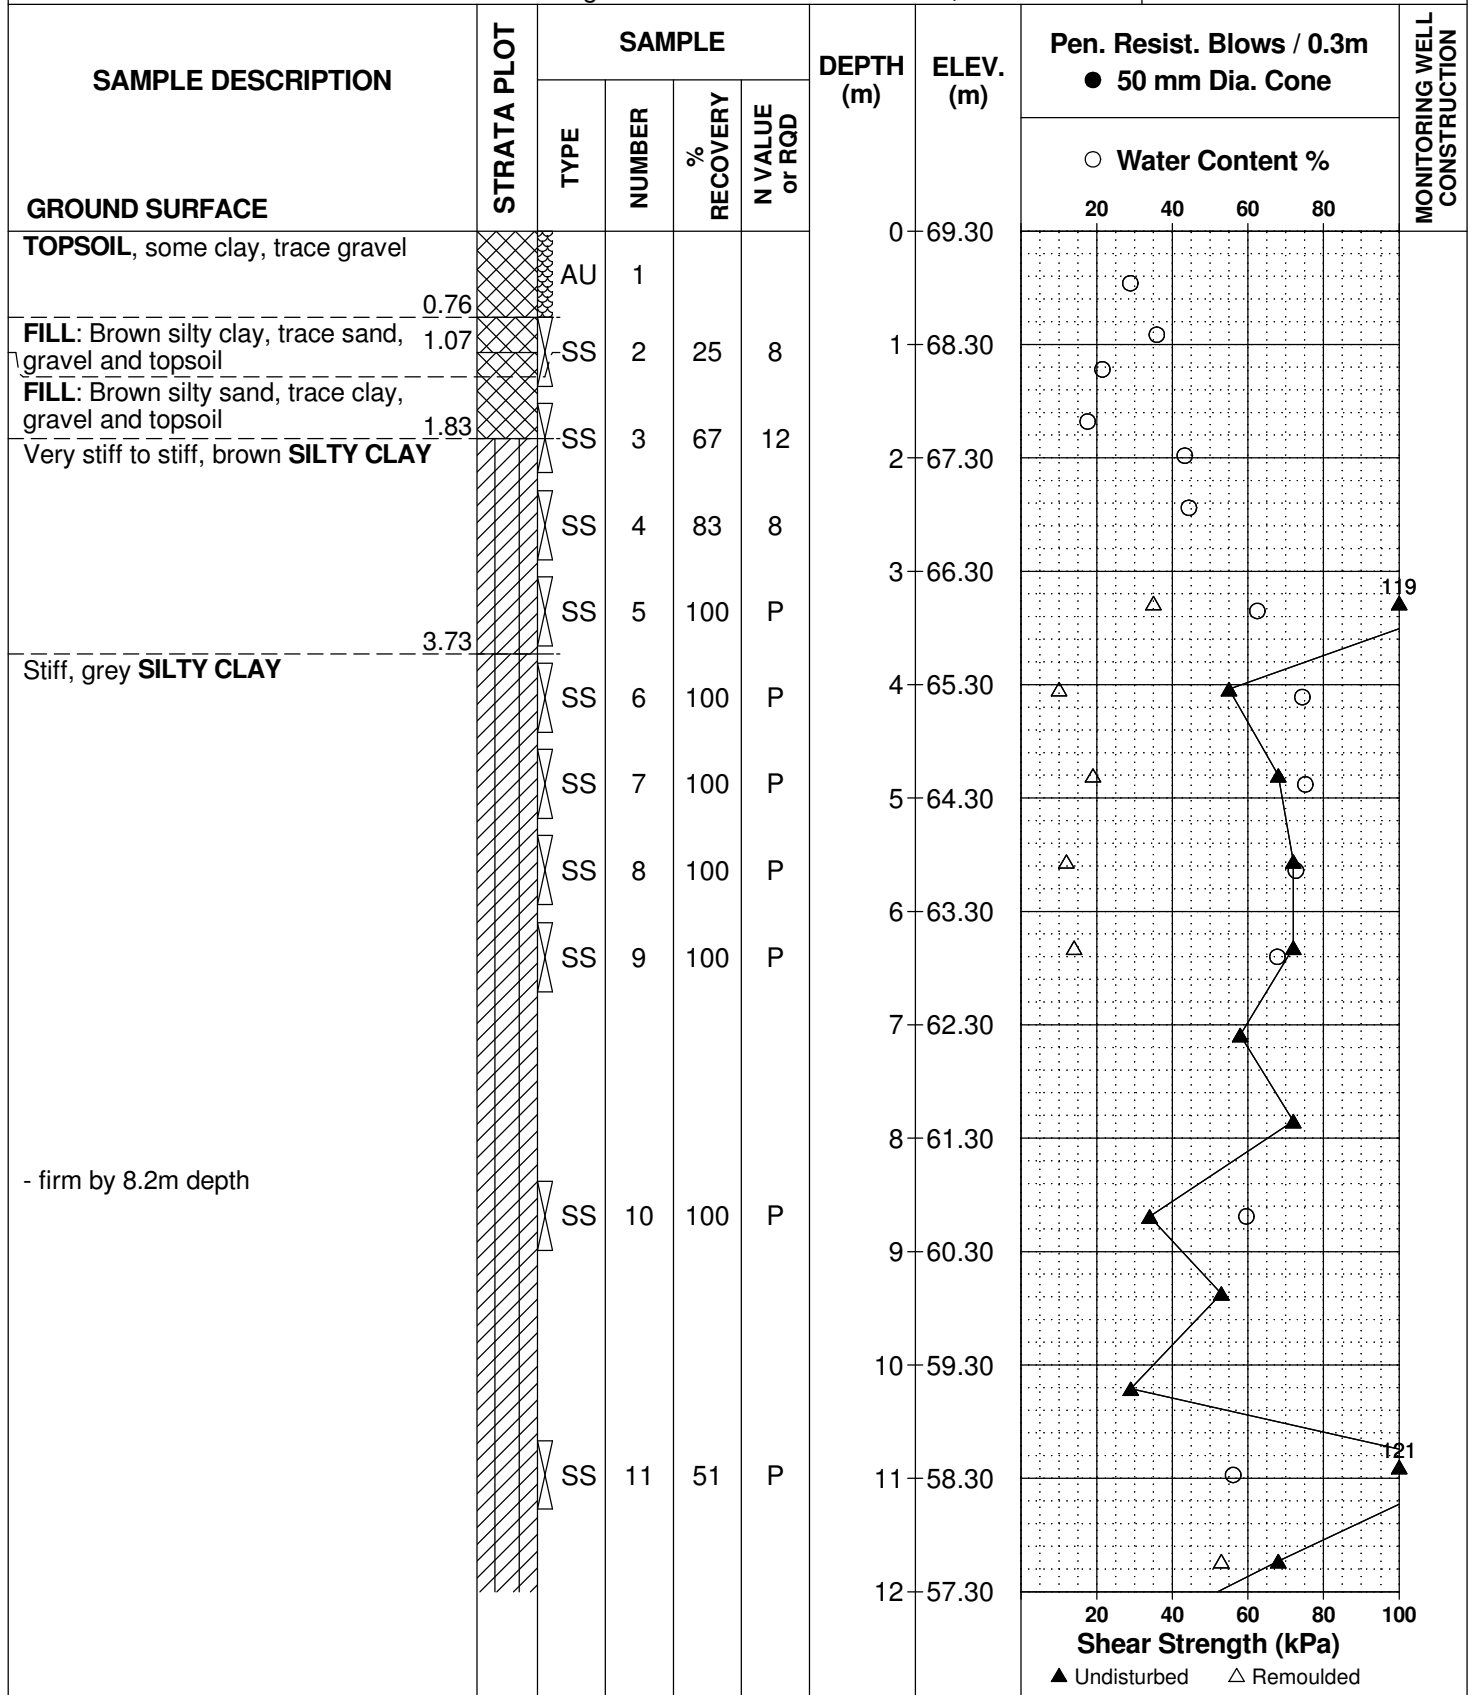 SAMPLE DESCRIPTION
GROUND SURFACE
STRATA PLOT
SAMPLE
TYPE
NUMBER
%
RECOVERY
N VALUE
or RQD
DEPTH
(m)
ELEV.
(m)
Pen. Resist. Blows / 0.3m
● 50 mm Dia. Cone
○ Water Content %
20 40 60 80
MONITORING WELL
CONSTRUCTION
0 69.30
TOPSOIL, some clay, trace gravel
AU 1
0.76
FILL: Brown silty clay, trace sand,
gravel and topsoil
1.07
SS 2 25 8
1 68.30
FILL: Brown silty sand, trace clay,
gravel and topsoil
1.83
SS 3 67 12
Very stiff to stiff, brown SILTY CLAY
2 67.30
SS 4 83 8
3 66.30
119
SS 5 100 P
3.73
Stiff, grey SILTY CLAY
4 65.30
SS 6 100 P
SS 7 100 P
5 64.30
SS 8 100 P
6 63.30
SS 9 100 P
7 62.30
8 61.30
- firm by 8.2m depth
SS 10 100 P
9 60.30
10 59.30
121
SS 11 51 P
11 58.30
12 57.30
20 40 60 80 100
Shear Strength (kPa)
▲ Undisturbed △ Remoulded